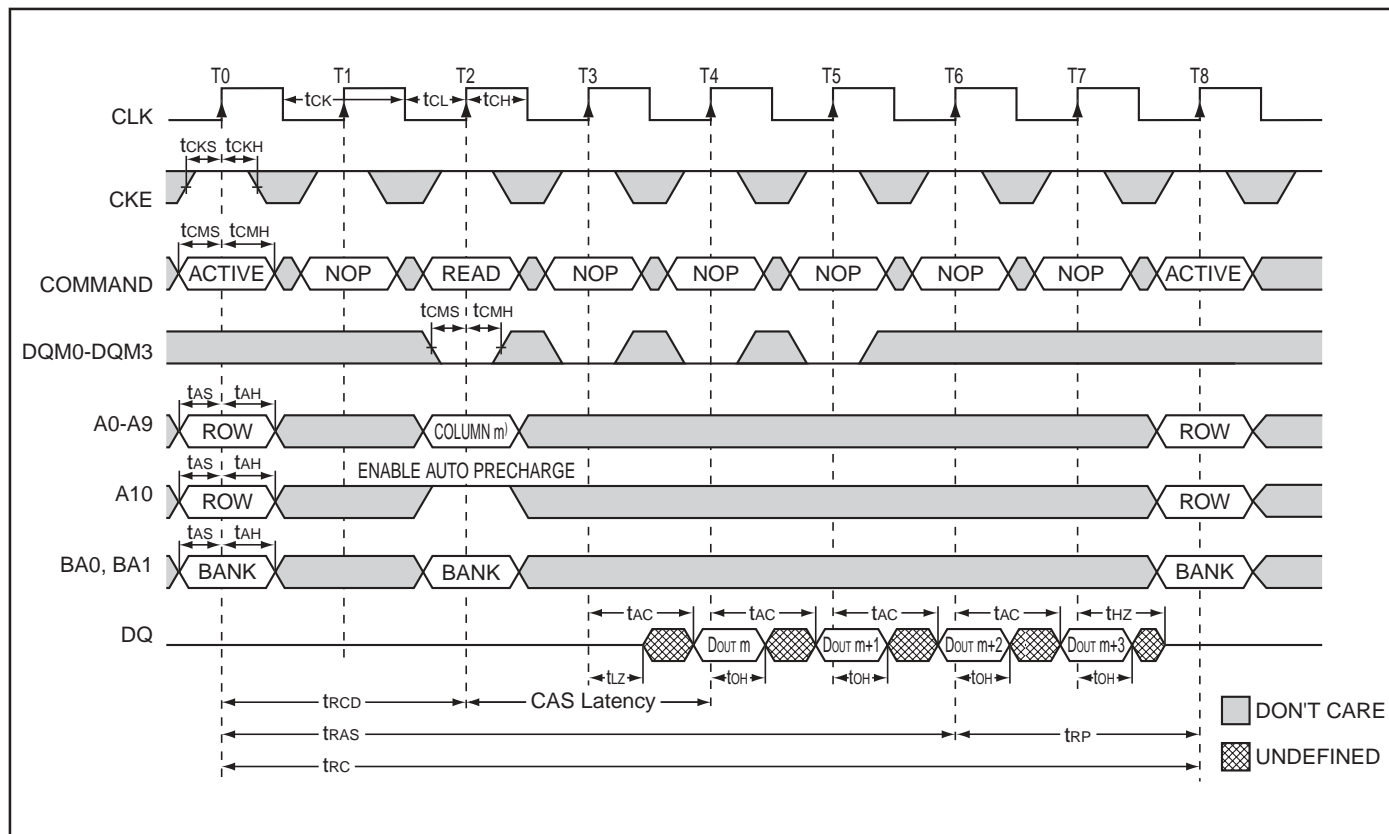 T0 T1 T2 T3 T4 T5 T6 T7 T8
tCK tCL tCH
CLK
tCKS tCKH
CKE
tCMS tCMH
COMMAND ACTIVE NOP READ NOP NOP NOP NOP NOP ACTIVE
tCMS tCMH
DQM0-DQM3
tAS tAH
A0-A9 ROW COLUMN m) ROW
tAS tAH ENABLE AUTO PRECHARGE
A10 ROW ROW
tAS tAH
BA0, BA1 BANK BANK BANK
tAC tAC tAC tAC tHZ
DQ DOUT m DOUT m+1 DOUT m+2 DOUT m+3
tLZ tOH tOH tOH tOH
tRCD CAS Latency
DON'T CARE
tRAS tRP
UNDEFINED
tRC